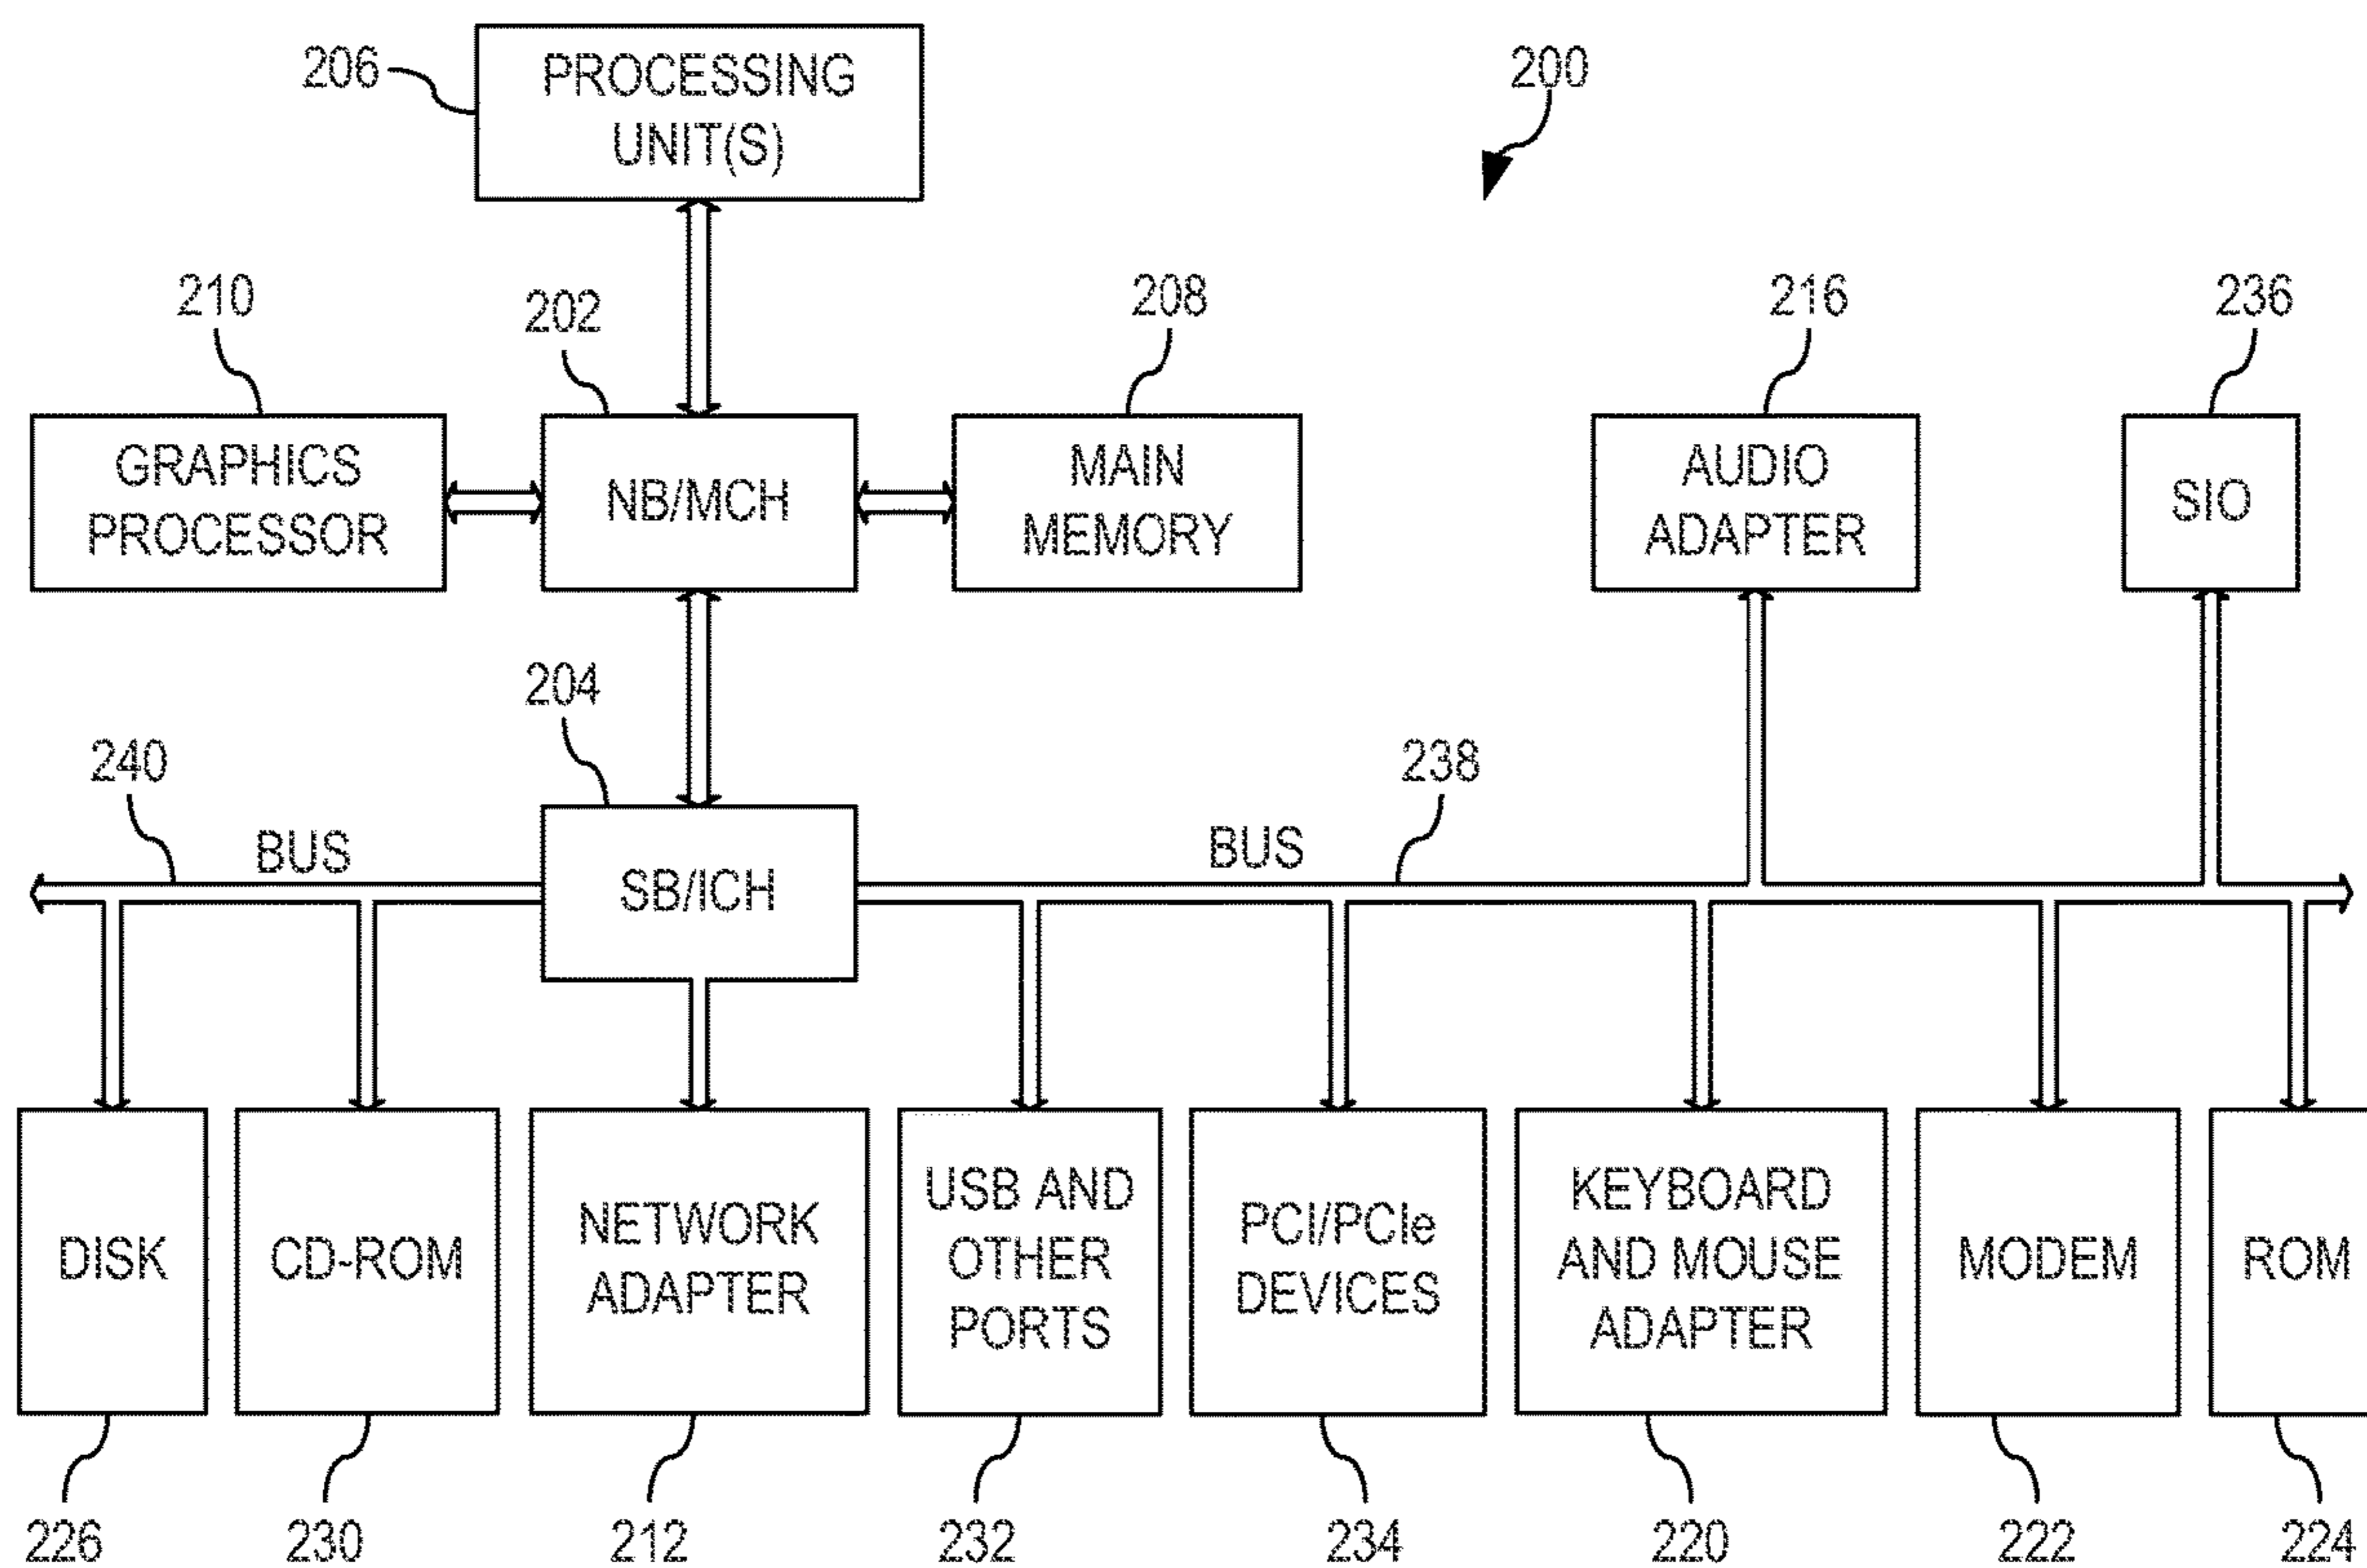 206
PROCESSING
UNIT(S)
200
210
202
208
216
236
GRAPHICS
PROCESSOR
NB/MCH
MAIN
MEMORY
AUDIO
ADAPTER
SIO
204
240
BUS
238
BUS
SB/ICH
DISK
CD-ROM
NETWORK
ADAPTER
USB AND
OTHER
PORTS
PCI/PCIe
DEVICES
KEYBOARD
AND MOUSE
ADAPTER
MODEM
ROM
226
230
212
232
234
220
222
224